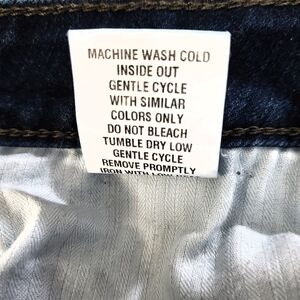 MACHINE WASH COLD
INSIDE OUT
GENTLE CYCLE
WITH SIMILAR
COLORS ONLY
DO NOT BLEACH
TUMBLE DRY LOW
GENTLE CYCLE
REMOVE PROMPTLY
IRON WITH LOW